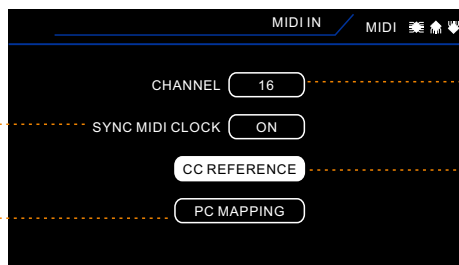 MIDI IN MIDI
CHANNEL 16
SYNC MIDI CLOCK ON
CC REFERENCE
PC MAPPING